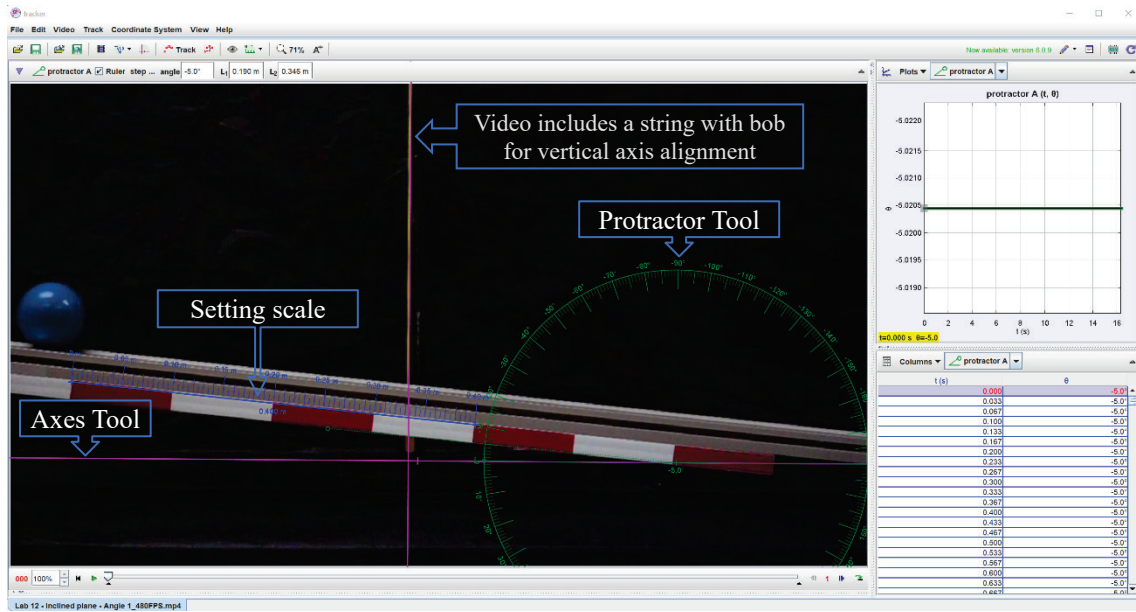 tracker
File Edit Video Track Coordinate System View Help
Track
71%
Now available: version 6.0.9
protractor A Ruler step ... angle -5.0° L1 0.190 m L2 0.345 m
Plots protractor A
Video includes a string with bob
for vertical axis alignment
Protractor Tool
Setting scale
Axes Tool
0.400 m
-5.0
-70° -80° -90° -100° -110°
protractor A (t, θ)
-5.0220
-5.0215
-5.0210
-5.0205
-5.0200
-5.0195
-5.0190
θ
0 2 4 6 8 10 12 14 16
t (s)
t=0.000 s θ=-5.0
Columns protractor A
t (s) θ
0.000 -5.0°
0.033 -5.0°
0.067 -5.0°
0.100 -5.0°
0.133 -5.0°
0.167 -5.0°
0.200 -5.0°
0.233 -5.0°
0.267 -5.0°
0.300 -5.0°
0.333 -5.0°
0.367 -5.0°
0.400 -5.0°
0.433 -5.0°
0.467 -5.0°
0.500 -5.0°
0.533 -5.0°
0.567 -5.0°
0.600 -5.0°
0.633 -5.0°
0.667 -5.0°
000 100% 1
Lab 12 - Inclined plane - Angle 1_480FPS.mp4